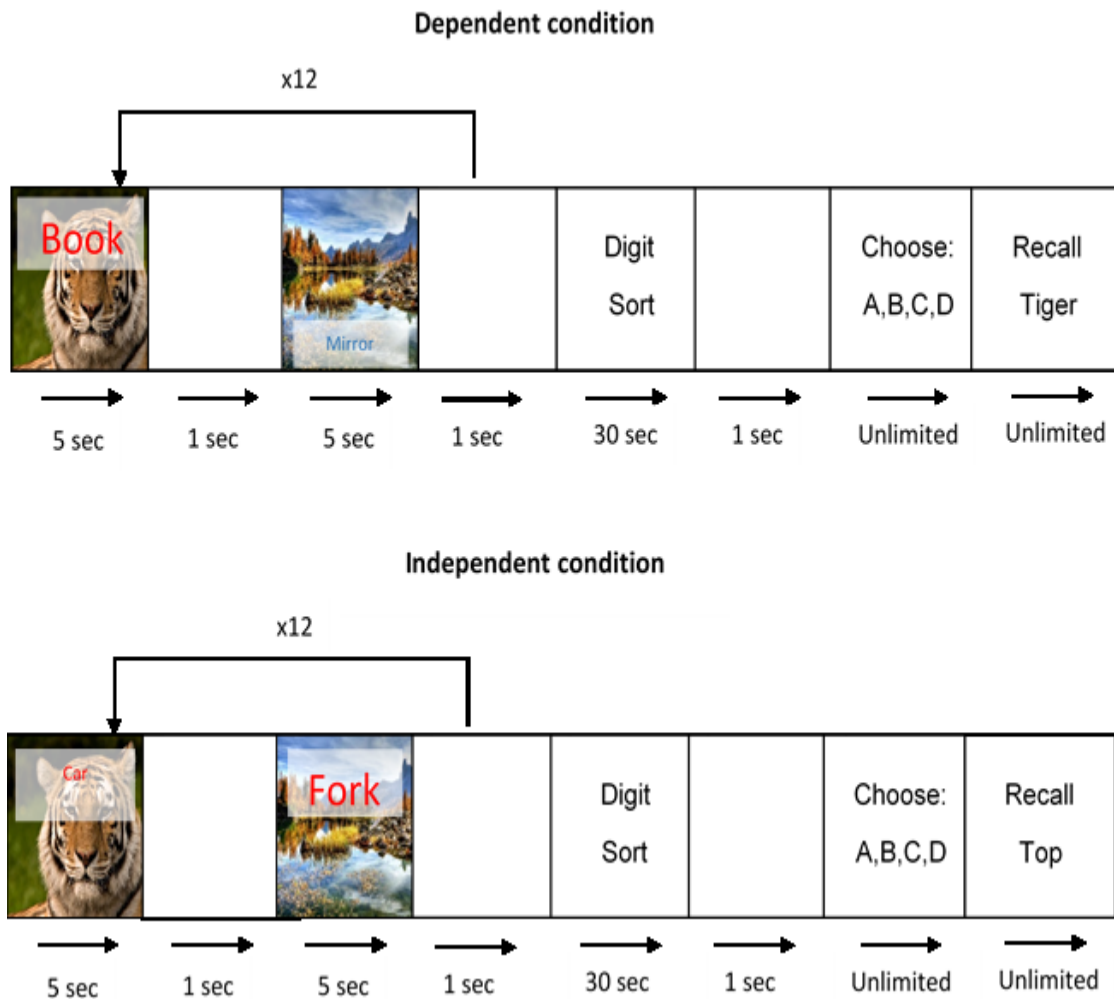 Dependent condition
x12
Book
Mirror
Digit
Sort
Choose:
A,B,C,D
Recall
Tiger
5 sec
1 sec
5 sec
1 sec
30 sec
1 sec
Unlimited
Unlimited
Independent condition
x12
Car
Fork
Digit
Sort
Choose:
A,B,C,D
Recall
Top
5 sec
1 sec
5 sec
1 sec
30 sec
1 sec
Unlimited
Unlimited